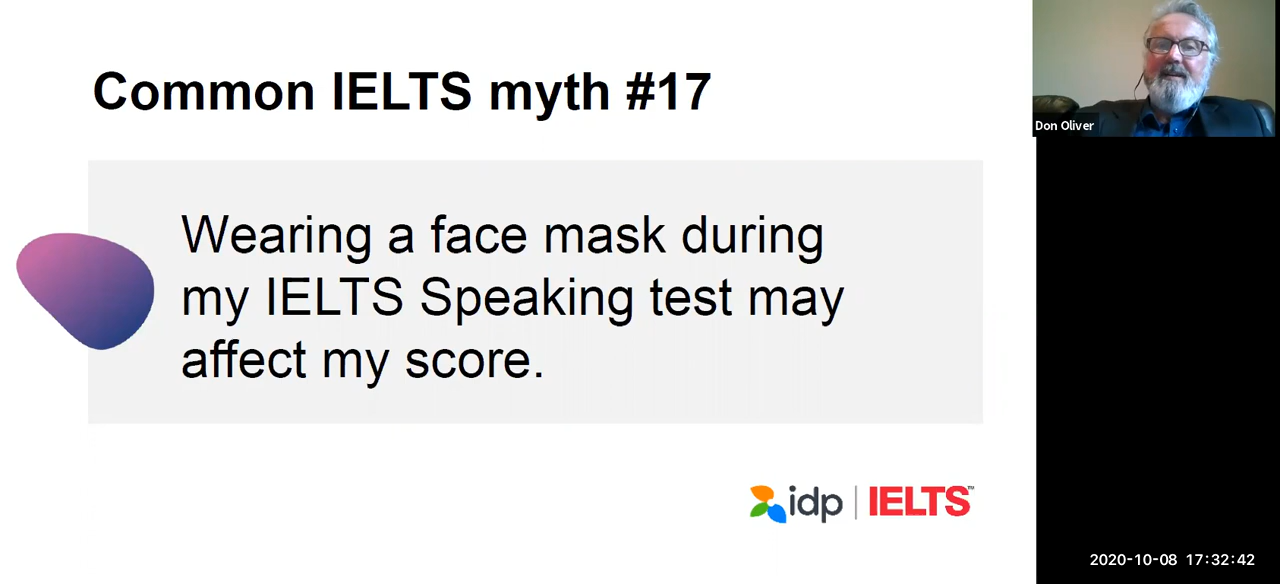 Common IELTS myth #17
Wearing a face mask during
my IELTS Speaking test may
affect my score.
idp | IELTS™
Don Oliver
2020-10-08 17:32:42